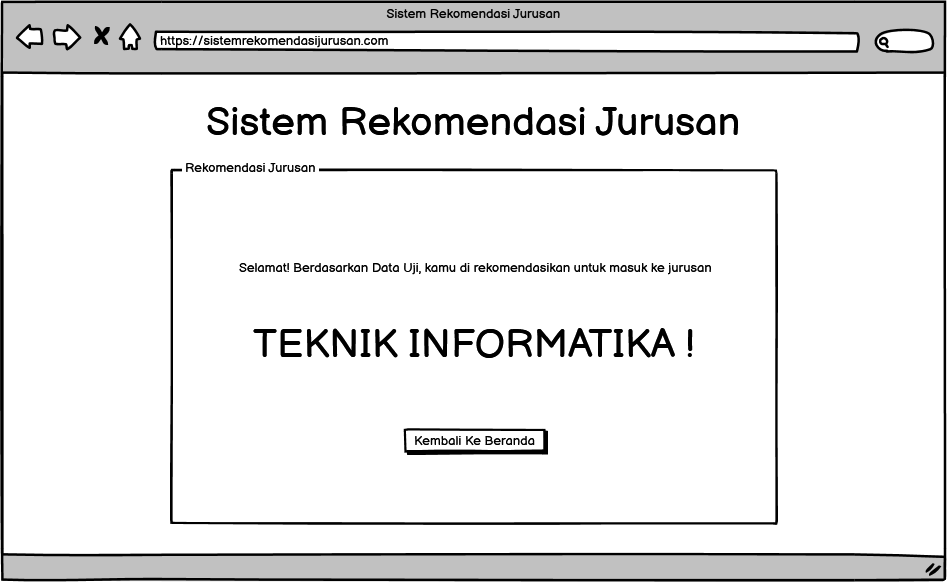 Sistem Rekomendasi Jurusan
https://sistemrekomendasijurusan.com
Sistem Rekomendasi Jurusan
Rekomendasi Jurusan
Selamat! Berdasarkan Data Uji, kamu di rekomendasikan untuk masuk ke jurusan
TEKNIK INFORMATIKA !
Kembali Ke Beranda